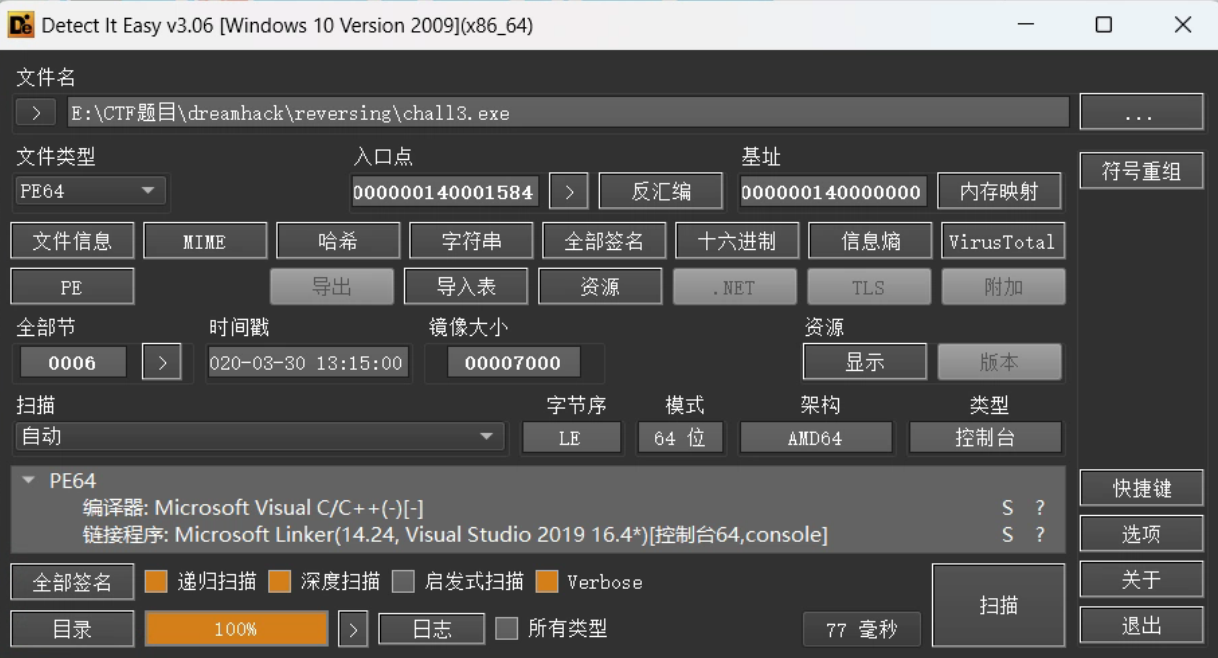 Detect It Easy v3.06 [Windows 10 Version 2009](x86_64)
文件名
> E:\CTF题目\dreamhack\reversing\chall3.exe ...
文件类型 入口点 基址
PE64 000000140001584 > 反汇编 000000140000000 内存映射 符号重组
文件信息 MIME 哈希 字符串 全部签名 十六进制 信息熵 VirusTotal
PE 导出 导入表 资源 .NET TLS 附加
全部节 时间戳 镜像大小 资源
0006 > 020-03-30 13:15:00 00007000 显示 版本
扫描 字节序 模式 架构 类型
自动 LE 64 位 AMD64 控制台
PE64
编译器: Microsoft Visual C/C++(-)[-] S ? 快捷键
链接程序: Microsoft Linker(14.24, Visual Studio 2019 16.4*)[控制台64,console] S ? 选项
全部签名 递归扫描 深度扫描 启发式扫描 Verbose 扫描 关于
目录 100% > 日志 所有类型 77 毫秒 退出